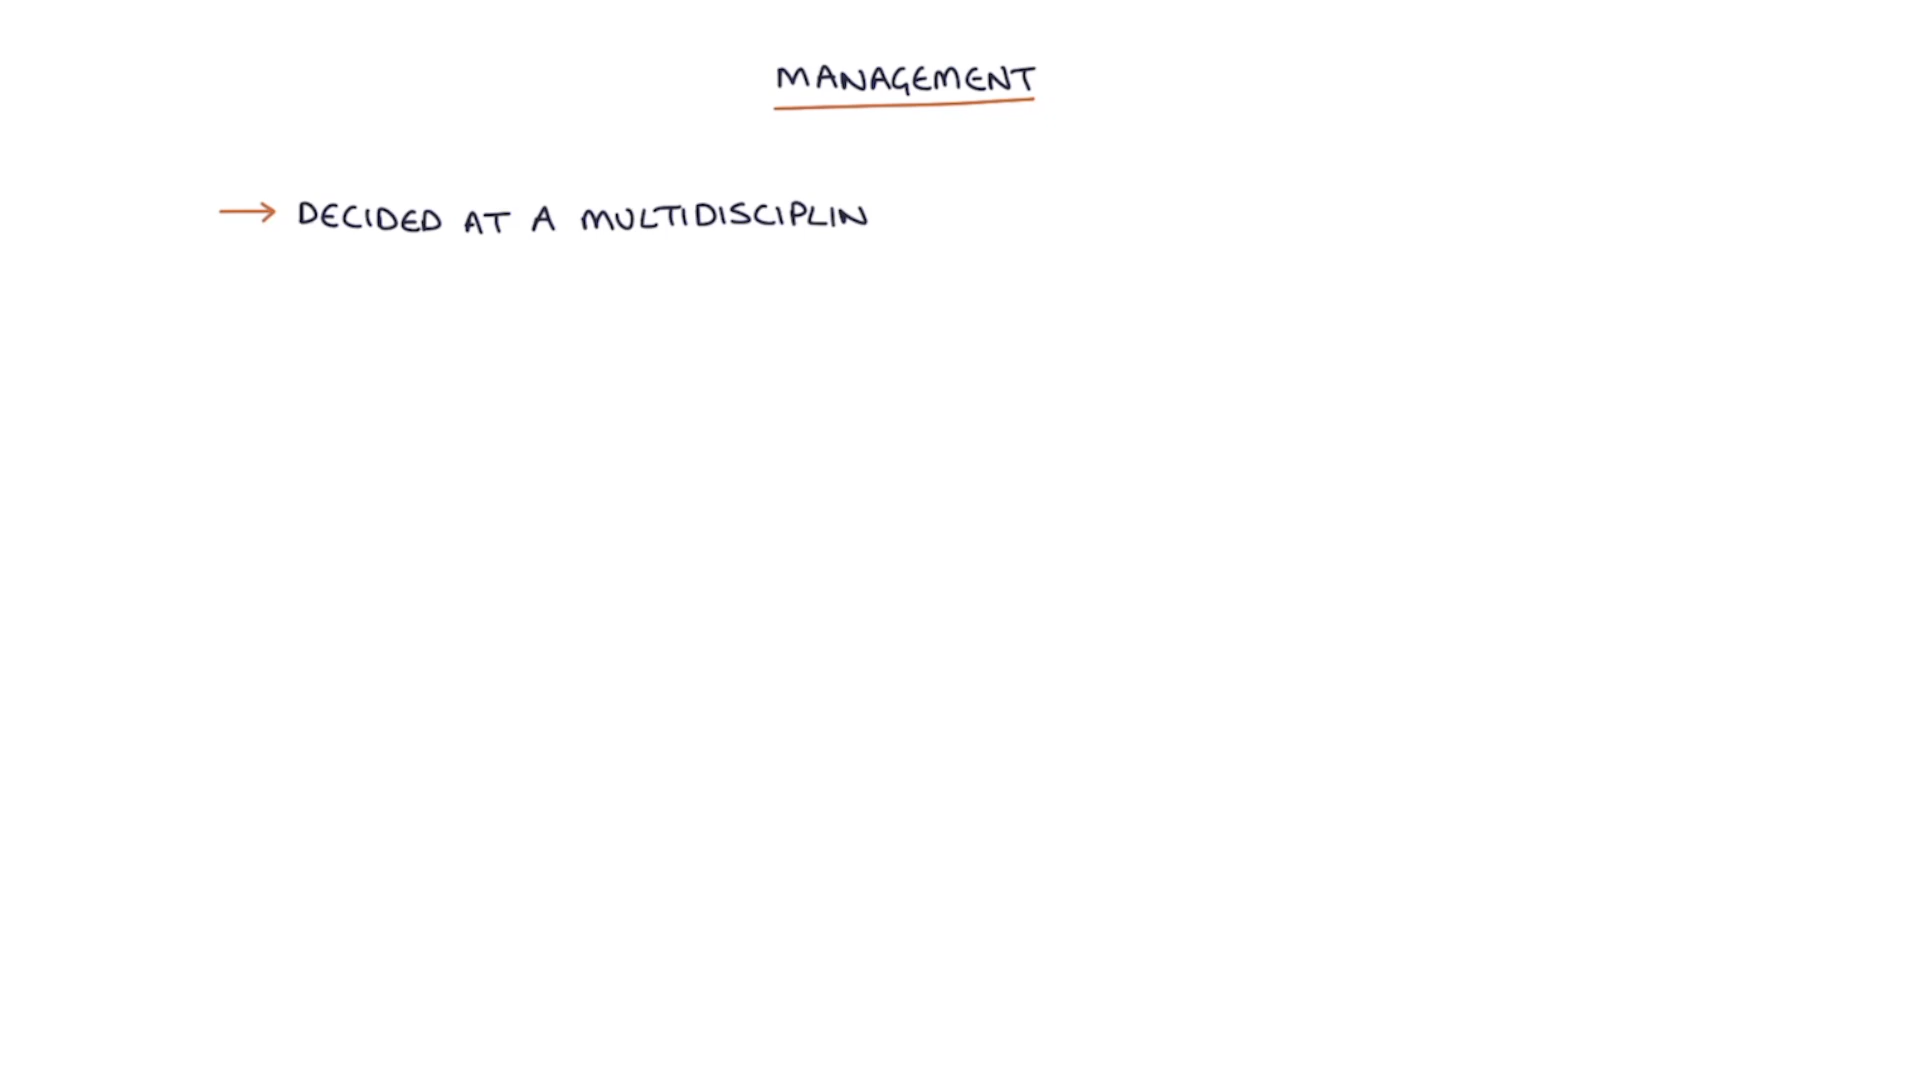 MANAGEMENT
→ DECIDED AT A MULTIDISCIPLIN